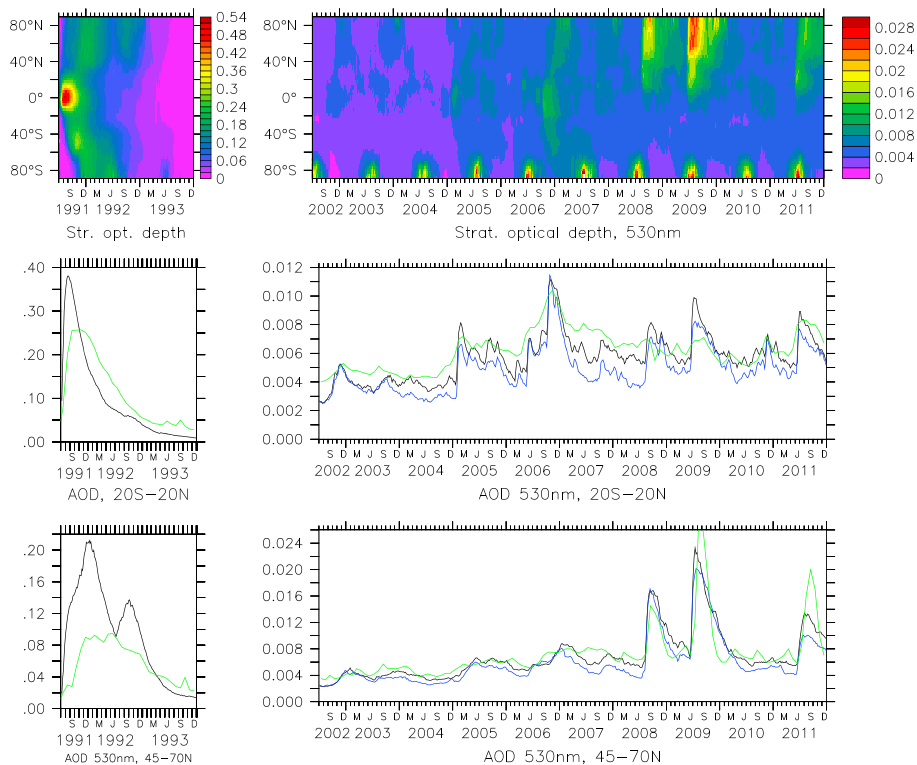 80°N
40°N
0°
40°S
80°S
S D M J S D M S D
1991 1992 1993
Str. opt. depth
0.54
0.48
0.42
0.36
0.30
0.24
0.18
0.12
0.06
0
80°N
40°N
0°
40°S
80°S
S D M J S D M J S D M J S D M J S D M J S D M J S D M J S D M J S D M J S D
2002 2003 2004 2005 2006 2007 2008 2009 2010 2011
Strat. optical depth, 530nm
0.028
0.024
0.020
0.016
0.012
0.008
0.004
0
.40
.30
.20
.10
.00
S D M J S D M J S D
1991 1992 1993
AOD, 20S-20N
0.012
0.010
0.008
0.006
0.004
0.002
0.000
S D M J S D M J S D M J S D M J S D M J S D M J S D M J S D M J S D M J S D
2002 2003 2004 2005 2006 2007 2008 2009 2010 2011
AOD 530nm, 20S-20N
.20
.16
.12
.08
.04
.00
S D M J S D M J S D
1991 1992 1993
AOD 530nm, 45-70N
0.024
0.020
0.016
0.012
0.008
0.004
0.000
S D M J S D M J S D M J S D M J S D M J S D M J S D M J S D M J S D M J S D
2002 2003 2004 2005 2006 2007 2008 2009 2010 2011
AOD 530nm, 45-70N